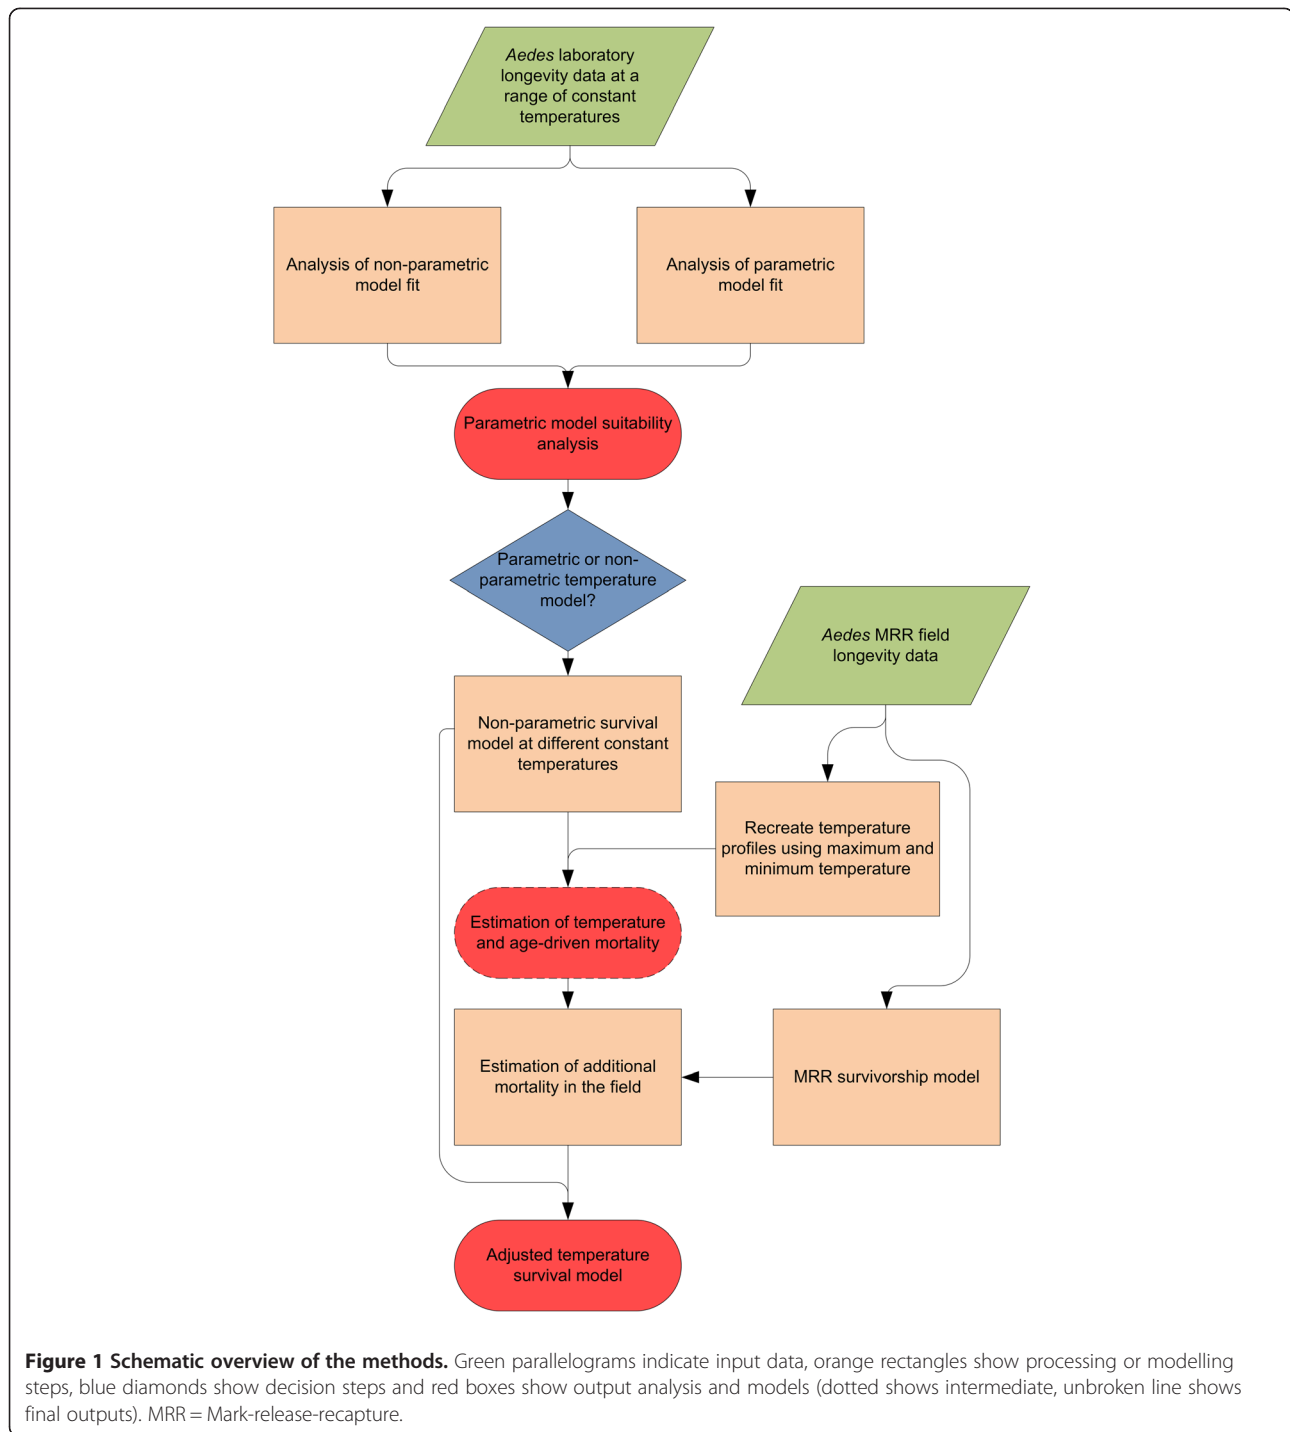 Aedes laboratory
longevity data at a
range of constant
temperatures
Analysis of non-parametric
model fit
Analysis of parametric
model fit
Parametric model suitability
analysis
Parametric or non-
parametric temperature
model?
Aedes MRR field
longevity data
Non-parametric survival
model at different constant
temperatures
Recreate temperature
profiles using maximum and
minimum temperature
Estimation of temperature
and age-driven mortality
Estimation of additional
mortality in the field
MRR survivorship model
Adjusted temperature
survival model
Figure 1 Schematic overview of the methods. Green parallelograms indicate input data, orange rectangles show processing or modelling
steps, blue diamonds show decision steps and red boxes show output analysis and models (dotted shows intermediate, unbroken line shows
final outputs). MRR = Mark-release-recapture.